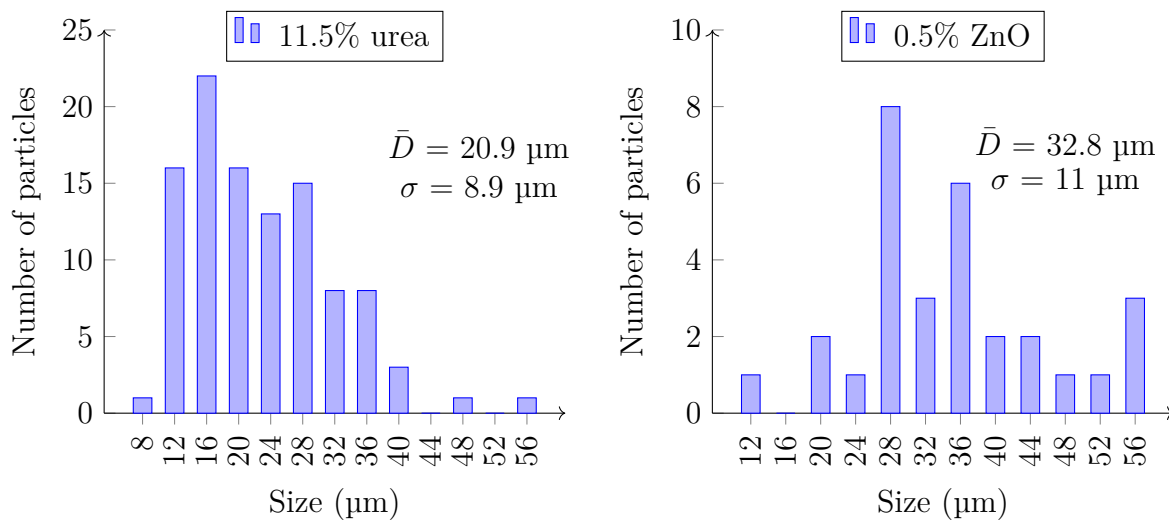 11.5% urea
Number of particles
25
20
15
10
5
0
D̄ = 20.9 µm
σ = 8.9 µm
8 12 16 20 24 28 32 36 40 44 48 52 56
Size (µm)
0.5% ZnO
Number of particles
10
8
6
4
2
0
D̄ = 32.8 µm
σ = 11 µm
12 16 20 24 28 32 36 40 44 48 52 56
Size (µm)